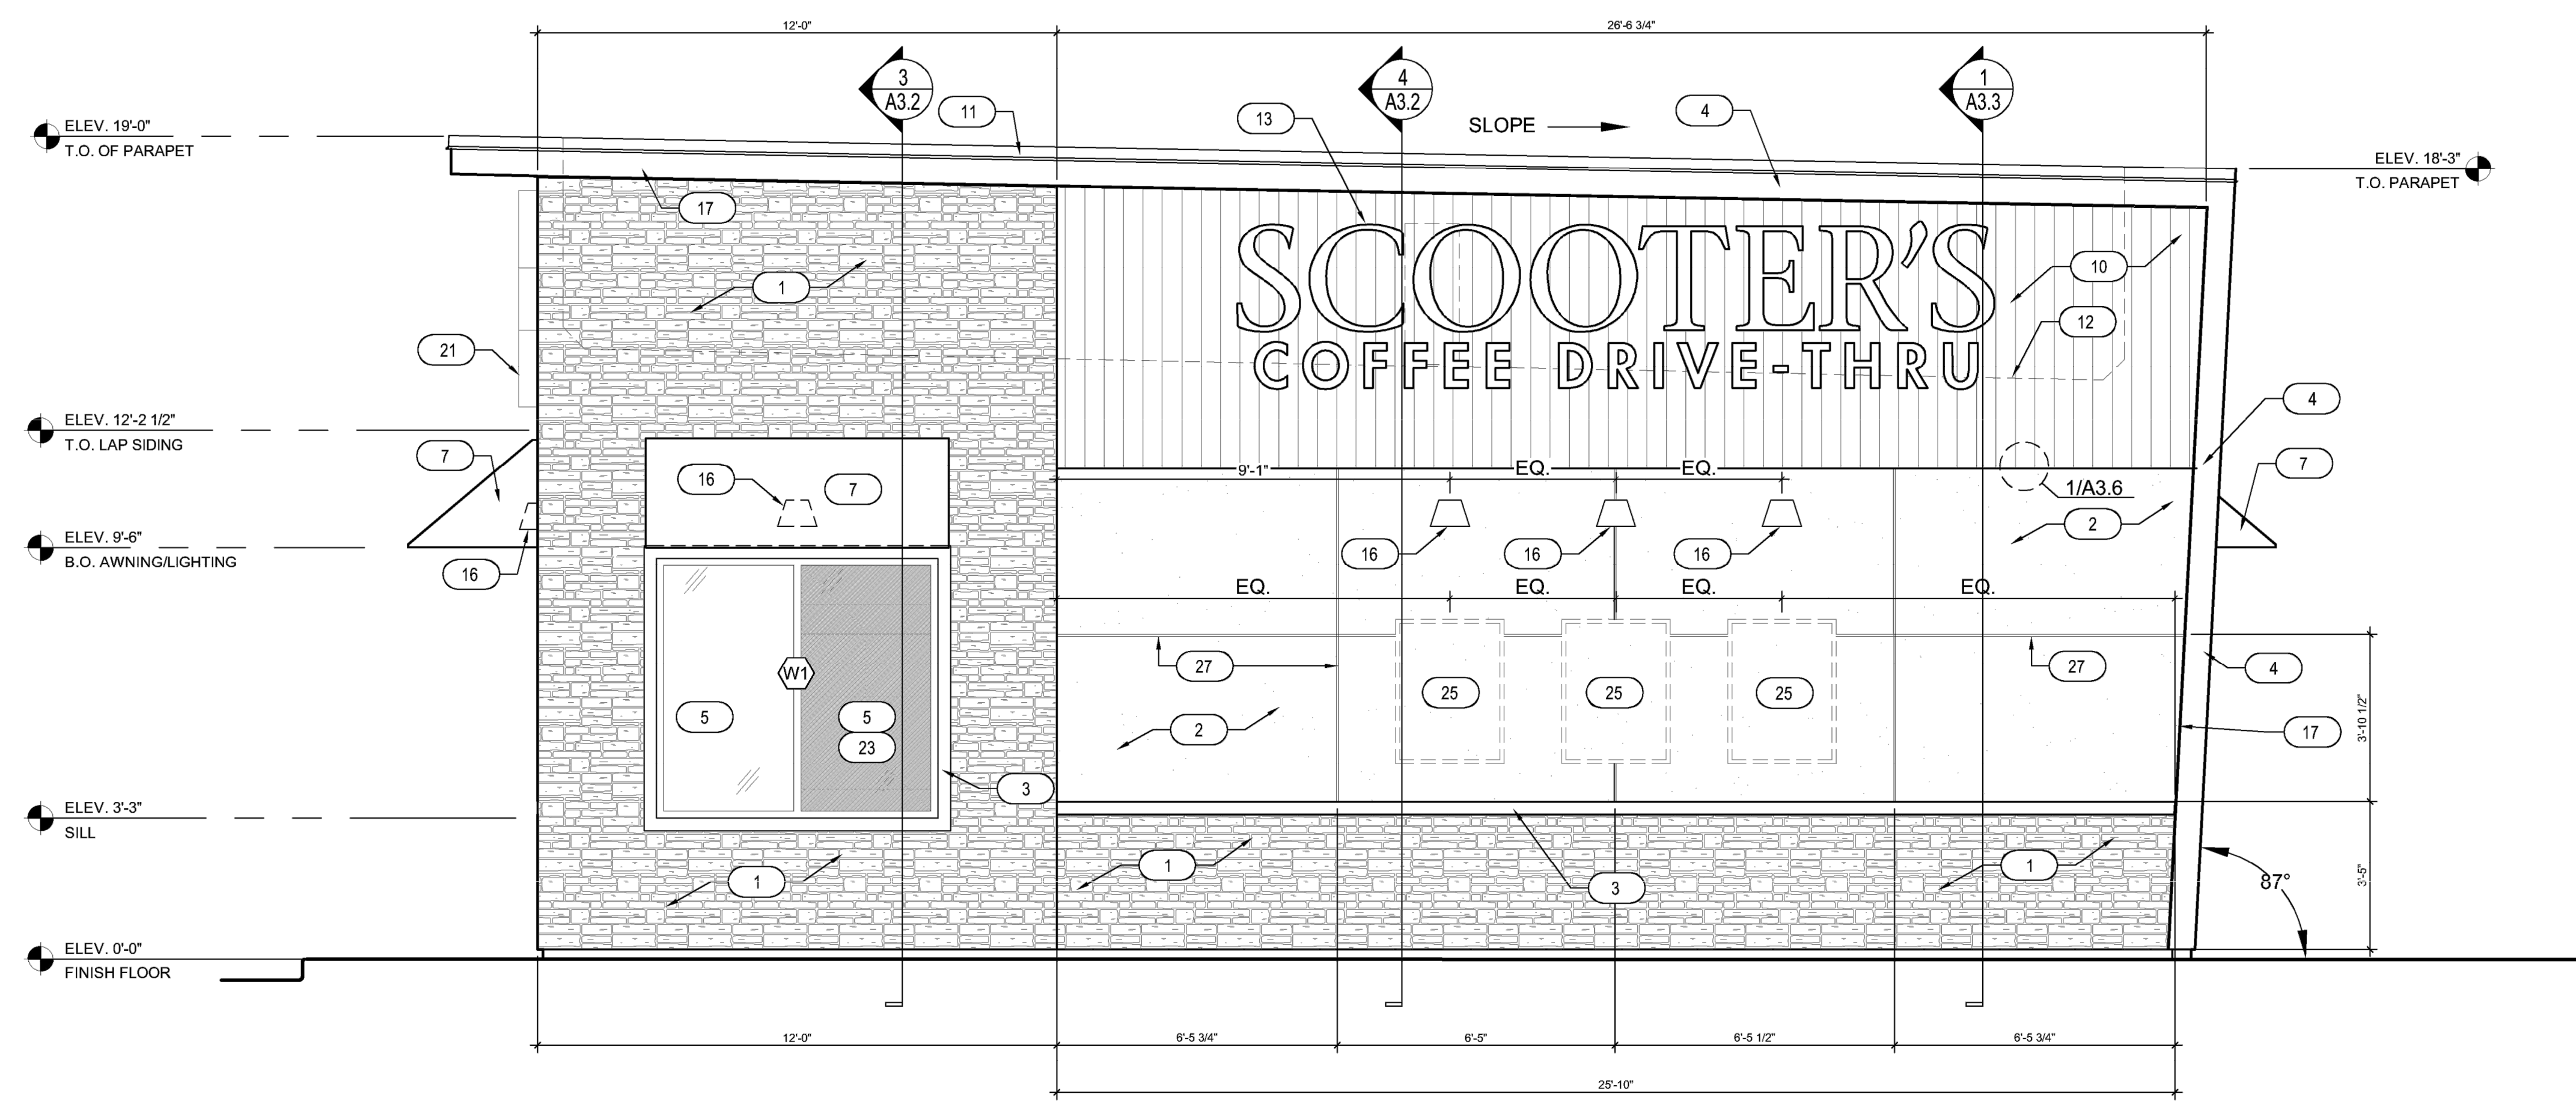 12'-0"
26'-6 3/4"
3
A3.2
4
A3.2
1
A3.3
11
13
4
SLOPE
ELEV. 19'-0"
T.O. OF PARAPET
ELEV. 18'-3"
T.O. PARAPET
17
SCOOTER'S
COFFEE DRIVE-THRU
1
10
12
21
4
ELEV. 12'-2 1/2"
T.O. LAP SIDING
7
16
7
9'-1"
EQ.
EQ.
7
1/A3.6
2
ELEV. 9'-6"
B.O. AWNING/LIGHTING
16
16
16
16
EQ.
EQ.
EQ.
EQ.
W1
27
27
4
25
25
25
5
5
23
2
17
3'-10 1/2"
3
ELEV. 3'-3"
SILL
1
1
1
3
87°
3'-5"
ELEV. 0'-0"
FINISH FLOOR
12'-0"
6'-5 3/4"
6'-5"
6'-5 1/2"
6'-5 3/4"
25'-10"